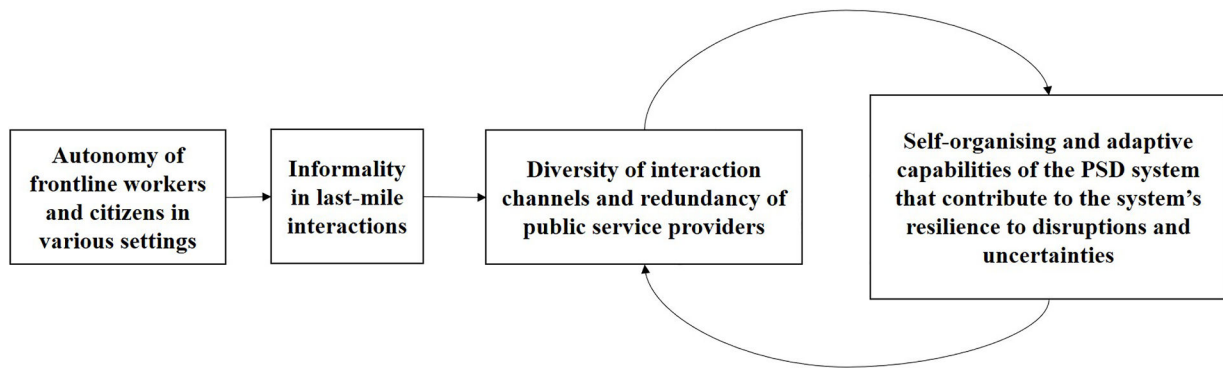 Autonomy of
frontline workers
and citizens in
various settings
Informality
in last-mile
interactions
Diversity of interaction
channels and redundancy of
public service providers
Self-organising and adaptive
capabilities of the PSD system
that contribute to the system’s
resilience to disruptions and
uncertainties